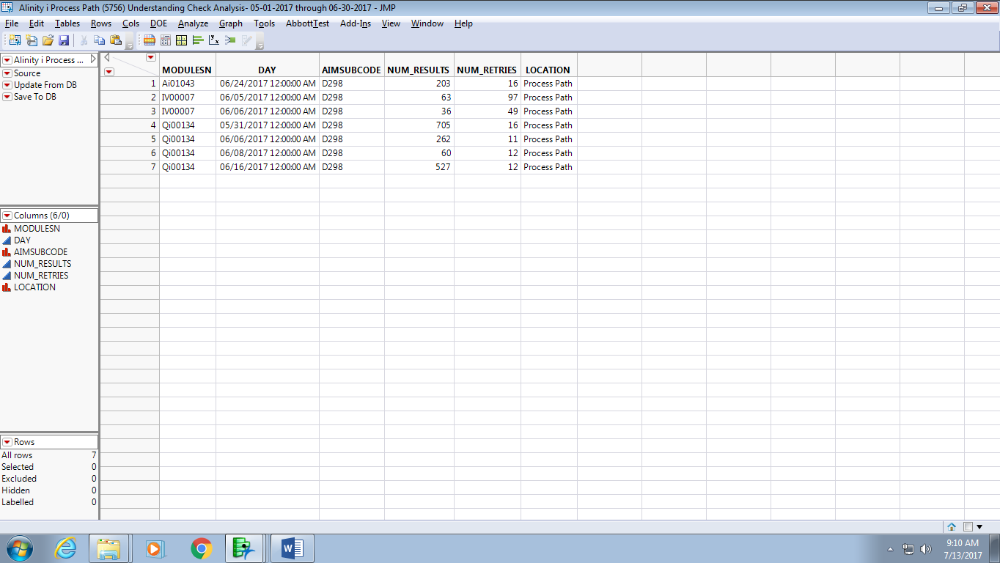 Alinity i Process Path (5756) Understanding Check Analysis- 05-01-2017 through 06-30-2017 - JMP
File Edit Tables Rows Cols DOE Analyze Graph Tools AbbottTest Add-Ins View Window Help
Alinity i Process ...
Source
Update From DB
Save To DB
MODULESN DAY AIMSUBCODE NUM_RESULTS NUM_RETRIES LOCATION
1 Ai01043 06/24/2017 12:00:00 AM D298 203 16 Process Path
2 IV00007 06/05/2017 12:00:00 AM D298 63 97 Process Path
3 IV00007 06/06/2017 12:00:00 AM D298 36 49 Process Path
4 Qi00134 05/31/2017 12:00:00 AM D298 705 16 Process Path
5 Qi00134 06/06/2017 12:00:00 AM D298 262 11 Process Path
6 Qi00134 06/08/2017 12:00:00 AM D298 60 12 Process Path
7 Qi00134 06/16/2017 12:00:00 AM D298 527 12 Process Path
Columns (6/0)
MODULESN
DAY
AIMSUBCODE
NUM_RESULTS
NUM_RETRIES
LOCATION
Rows
All rows 7
Selected 0
Excluded 0
Hidden 0
Labelled 0
9:10 AM
7/13/2017